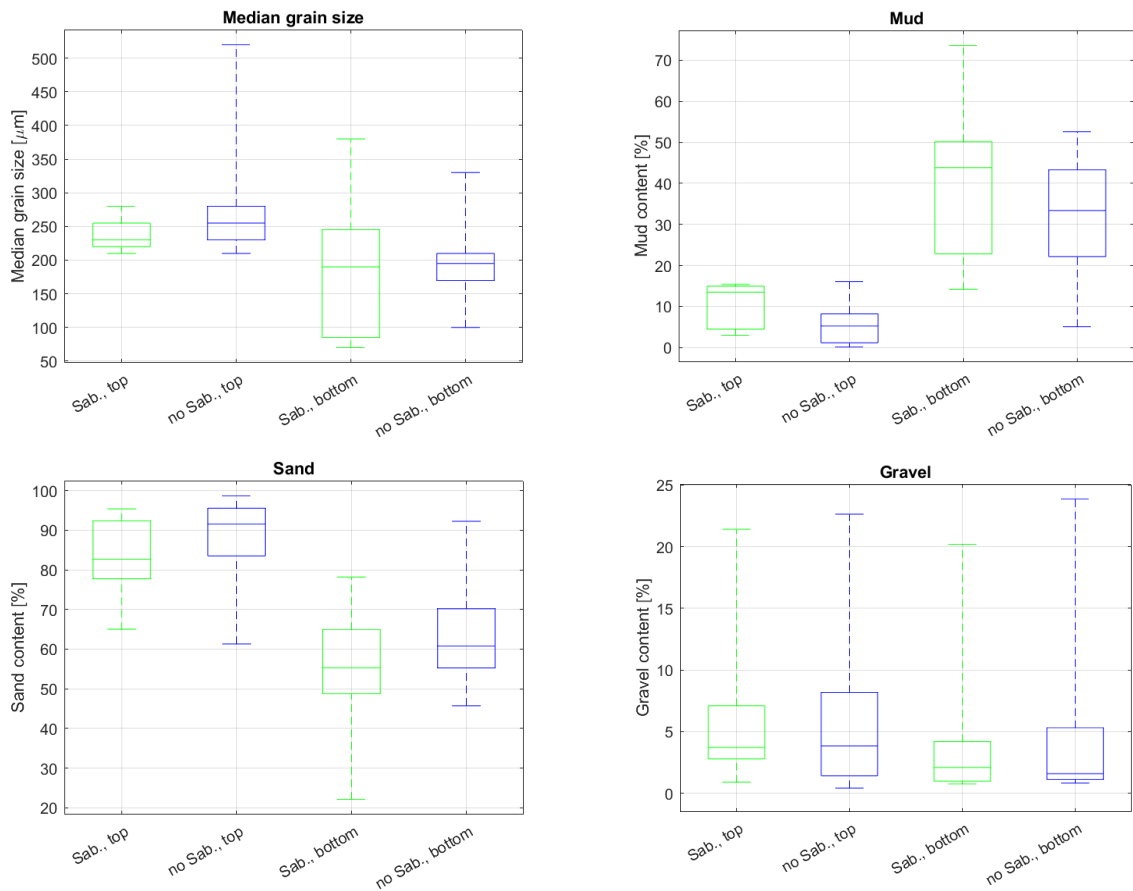 Median grain size
Median grain size [μm]
500
450
400
350
300
250
200
150
100
50
Sab., top
no Sab., top
Sab., bottom
no Sab., bottom
Mud
Mud content [%]
70
60
50
40
30
20
10
0
Sab., top
no Sab., top
Sab., bottom
no Sab., bottom
Sand
Sand content [%]
100
90
80
70
60
50
40
30
20
Sab., top
no Sab., top
Sab., bottom
no Sab., bottom
Gravel
Gravel content [%]
25
20
15
10
5
0
Sab., top
no Sab., top
Sab., bottom
no Sab., bottom